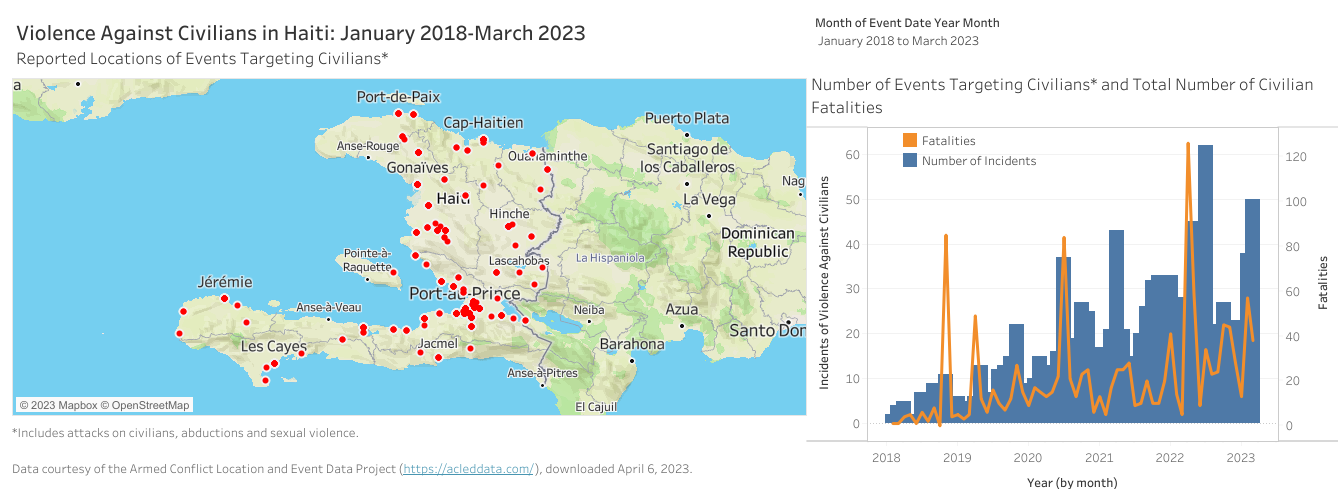 Violence Against Civilians in Haiti: January 2018-March 2023
Reported Locations of Events Targeting Civilians*
Month of Event Date Year Month
January 2018 to March 2023
Number of Events Targeting Civilians* and Total Number of Civilian
Fatalities
a
Port-de-Paix
Cap-Haitien
Puerto Plata
Anse-Rouge
Ouanaminthe
Santiago de
los Caballeros
Gonaïves
Nag
Haiti
La Vega
Hinche
Dominican
Republic
Pointe-à-
Raquette
Lascahobas
La Hispaniola
Jérémie
Port-au-Prince
Anse-à-Veau
Neiba
Azua
Santo Dom
Les Cayes
Jacmel
Barahona
Anse-à-Pitres
El Cajuil
© 2023 Mapbox © OpenStreetMap
*Includes attacks on civilians, abductions and sexual violence.
Data courtesy of the Armed Conflict Location and Event Data Project (https://acleddata.com/), downloaded April 6, 2023.
Fatalities
Number of Incidents
Incidents of Violence Against Civilians
60
50
40
30
20
10
0
120
100
80
60
40
20
0
Fatalities
2018 2019 2020 2021 2022 2023
Year (by month)